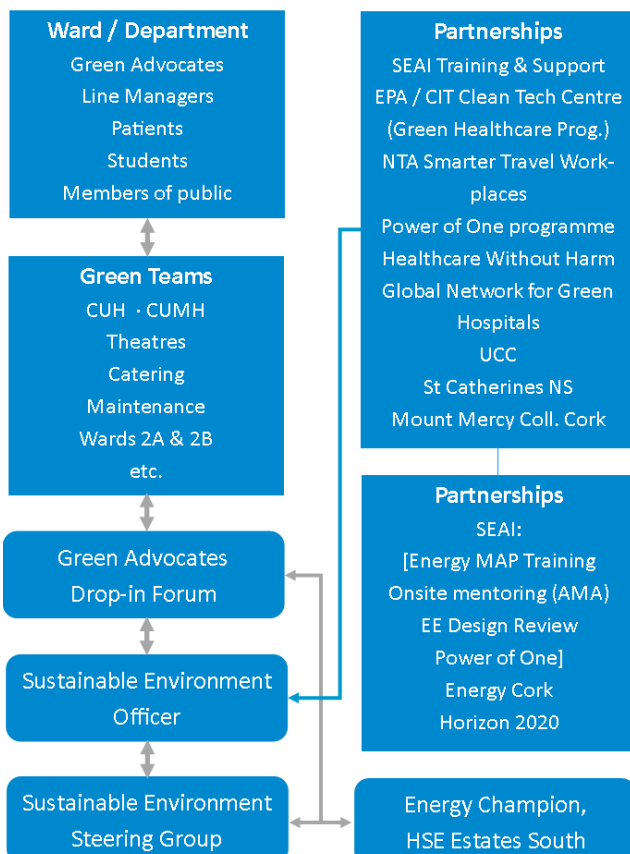 Ward / Department
Green Advocates
Line Managers
Patients
Students
Members of public
Green Teams
CUH · CUMH
Theatres
Catering
Maintenance
Wards 2A & 2B
etc.
Green Advocates
Drop-in Forum
Sustainable Environment
Officer
Sustainable Environment
Steering Group
Partnerships
SEAI Training & Support
EPA / CIT Clean Tech Centre
(Green Healthcare Prog.)
NTA Smarter Travel Work-
places
Power of One programme
Healthcare Without Harm
Global Network for Green
Hospitals
UCC
St Catherines NS
Mount Mercy Coll. Cork
Partnerships
SEAI:
[Energy MAP Training
Onsite mentoring (AMA)
EE Design Review
Power of One]
Energy Cork
Horizon 2020
Energy Champion,
HSE Estates South